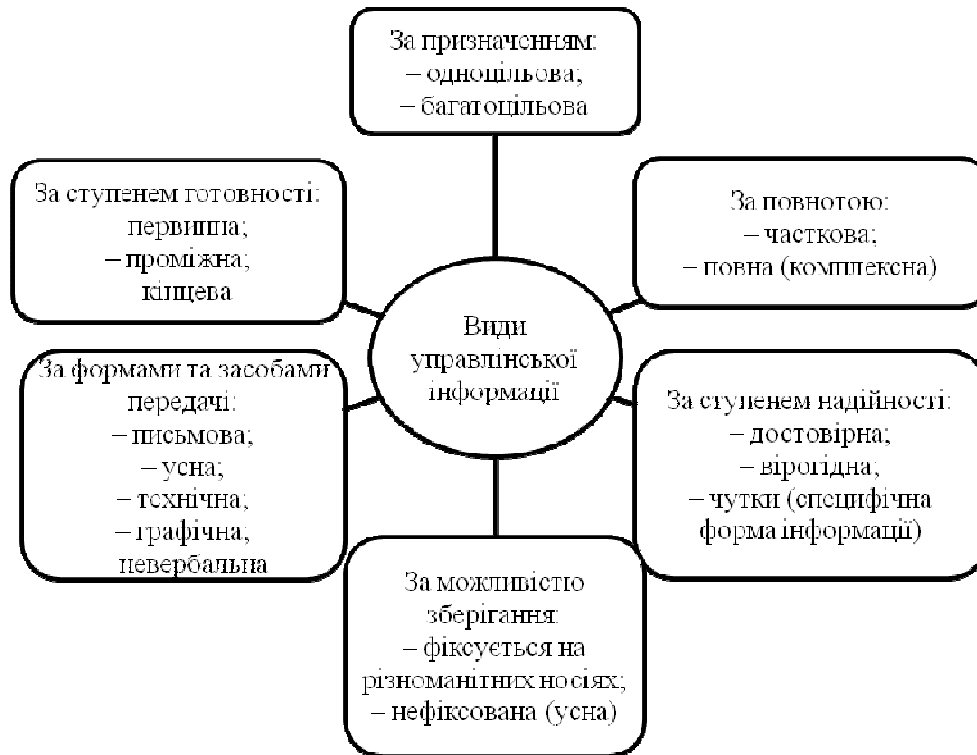 За призначенням:
– одноцільова;
– багатоцільова
За ступенем готовності:
первинна;
– проміжна;
кінцева
За повнотою:
– часткова;
– повна (комплексна)
Види
управлінської
інформації
За формами та засобами
передачі:
– письмова;
– усна;
– технічна;
– графічна;
невербальна
За ступенем надійності:
– достовірна;
– вірогідна;
– чутки (специфічна
форма інформації)
За можливістю
зберігання:
– фіксується на
різноманітних носіях;
– нефіксована (усна)